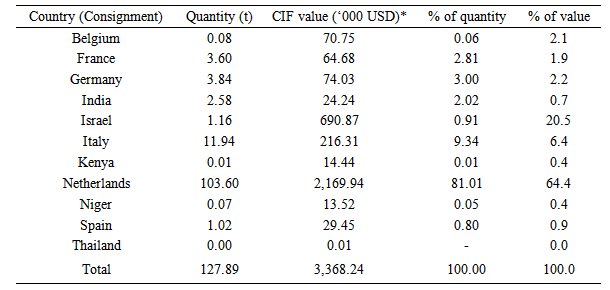 Country (Consignment) Quantity (t) CIF value (‘000 USD)* % of quantity % of value
Belgium 0.08 70.75 0.06 2.1
France 3.60 64.68 2.81 1.9
Germany 3.84 74.03 3.00 2.2
India 2.58 24.24 2.02 0.7
Israel 1.16 690.87 0.91 20.5
Italy 11.94 216.31 9.34 6.4
Kenya 0.01 14.44 0.01 0.4
Netherlands 103.60 2,169.94 81.01 64.4
Niger 0.07 13.52 0.05 0.4
Spain 1.02 29.45 0.80 0.9
Thailand 0.00 0.01 - 0.0
Total 127.89 3,368.24 100.00 100.0